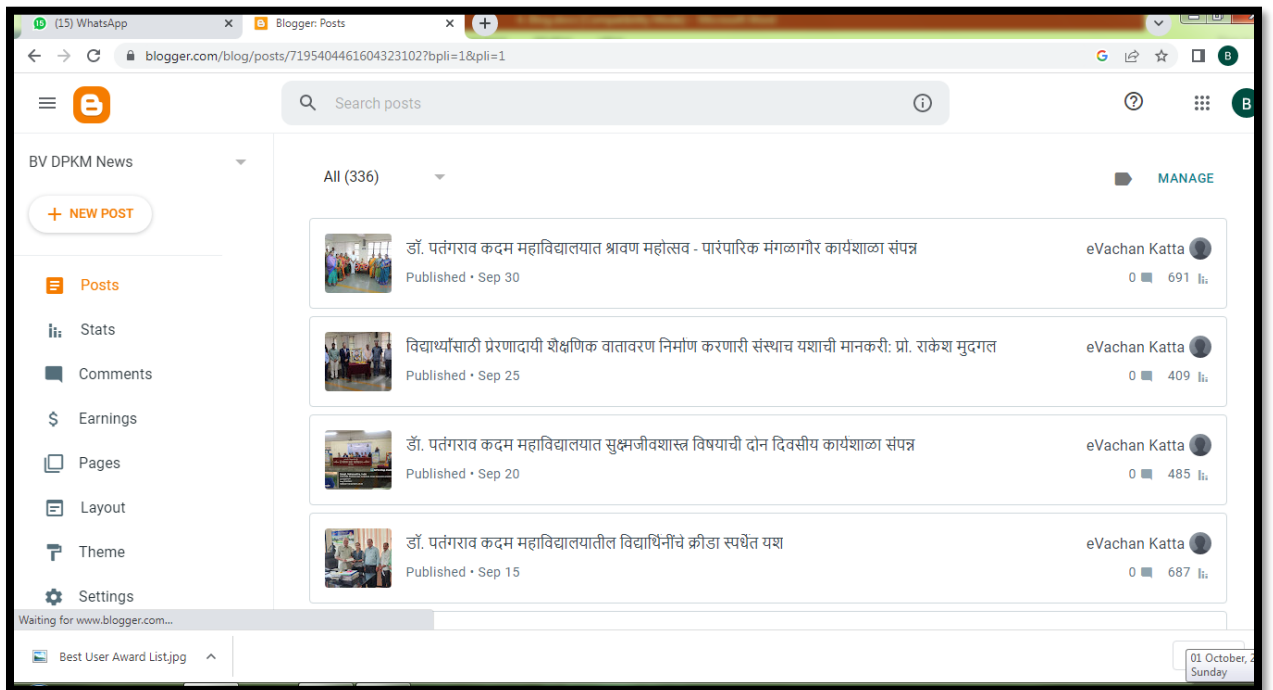 (15) WhatsApp
Blogger: Posts
blogger.com/blog/posts/7195404461604323102?bpli=1&pli=1
B
Search posts
B
BV DPKM News
All (336)
MANAGE
NEW POST
डॉ. पतंगराव कदम महाविद्यालयात श्रावण महोत्सव - पारंपारिक मंगळागौर कार्यशाळा संपन्न
eVachan Katta
Published • Sep 30
0 691
Posts
Stats
विद्यार्थ्यांसाठी प्रेरणादायी शैक्षणिक वातावरण निर्माण करणारी संस्थाच यशाची मानकरी: प्रो. राकेश मुदगल
eVachan Katta
Published • Sep 25
0 409
Comments
Earnings
डॅा. पतंगराव कदम महाविद्यालयात सुक्ष्मजीवशास्त्र विषयाची दोन दिवसीय कार्यशाळा संपन्न
eVachan Katta
Published • Sep 20
0 485
Pages
Layout
डॉ. पतंगराव कदम महाविद्यालयातील विद्यार्थिनींचे क्रीडा स्पर्धेत यश
eVachan Katta
Published • Sep 15
0 687
Theme
Settings
Waiting for www.blogger.com...
Best User Award List.jpg
01 October, 2
Sunday